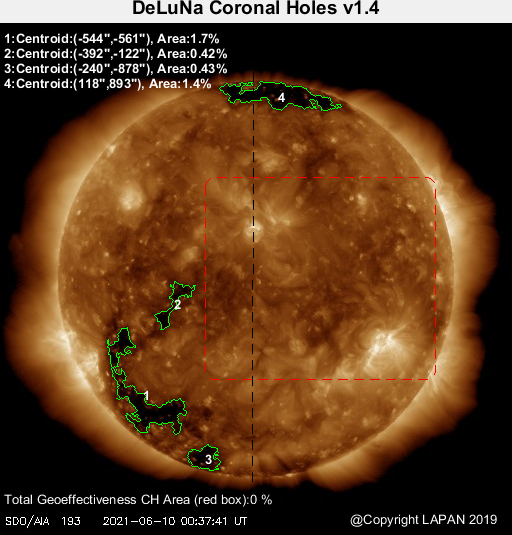 DeLuNa Coronal Holes v1.4
1:Centroid:(-544",-561"), Area:1.7%
2:Centroid:(-392",-122"), Area:0.42%
3:Centroid:(-240",-878"), Area:0.43%
4:Centroid:(118",893"), Area:1.4%
4
2
1
3
Total Geoeffectiveness CH Area (red box):0 %
SDO/AIA 193 2021-06-10 00:37:41 UT
@Copyright LAPAN 2019